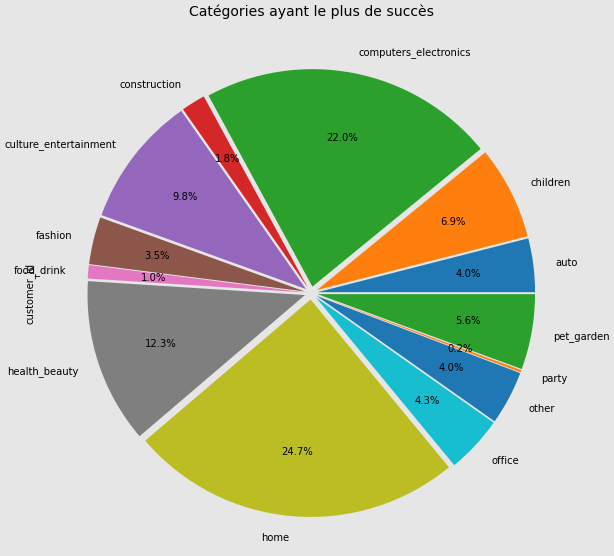 Catégories ayant le plus de succès
computers_electronics
construction
22.0%
culture_entertainment
1.8%
children
9.8%
6.9%
fashion
3.5%
auto
4.0%
food_drink
1.0%
customer_id
5.6%
pet_garden
health_beauty
12.3%
0.2%
party
4.0%
other
4.3%
office
24.7%
home